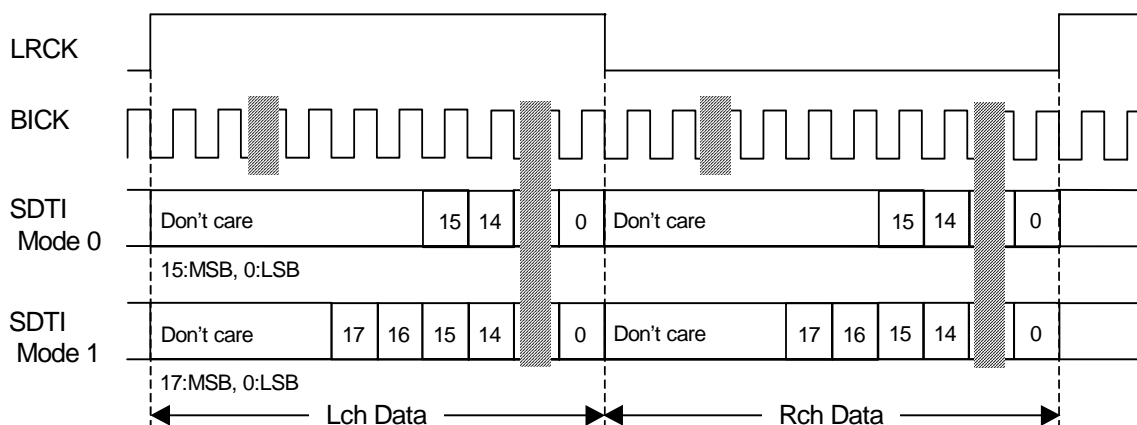 LRCK
BICK
SDTI
Mode 0
Don't care 15 14 0 Don't care 15 14 0
15:MSB, 0:LSB
SDTI
Mode 1
Don't care 17 16 15 14 0 Don't care 17 16 15 14 0
17:MSB, 0:LSB
Lch Data Rch Data